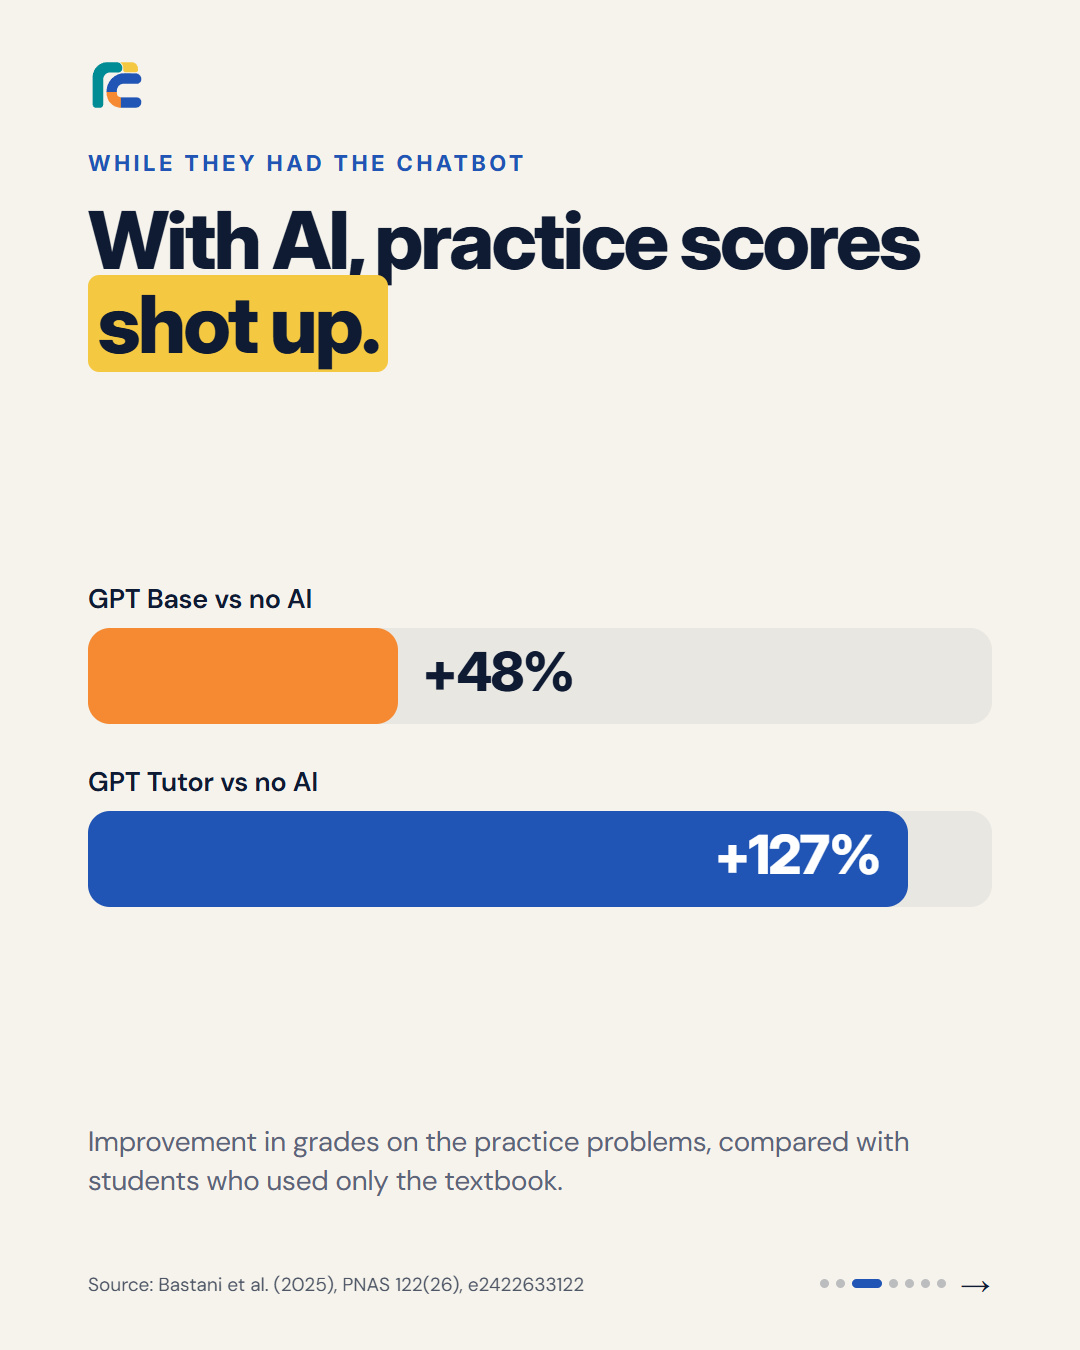 WHILE THEY HAD THE CHATBOT
With AI, practice scores
shot up.
GPT Base vs no AI
+48%
GPT Tutor vs no AI
+127%
Improvement in grades on the practice problems, compared with
students who used only the textbook.
Source: Bastani et al. (2025), PNAS 122(26), e2422633122
→